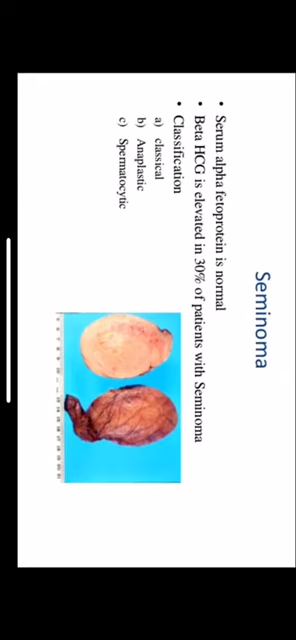 Seminoma
• Serum alpha fetoprotein is normal
• Beta HCG is elevated in 30% of patients with Seminoma
• Classification
a) classical
b) Anaplastic
c) Spermatocytic